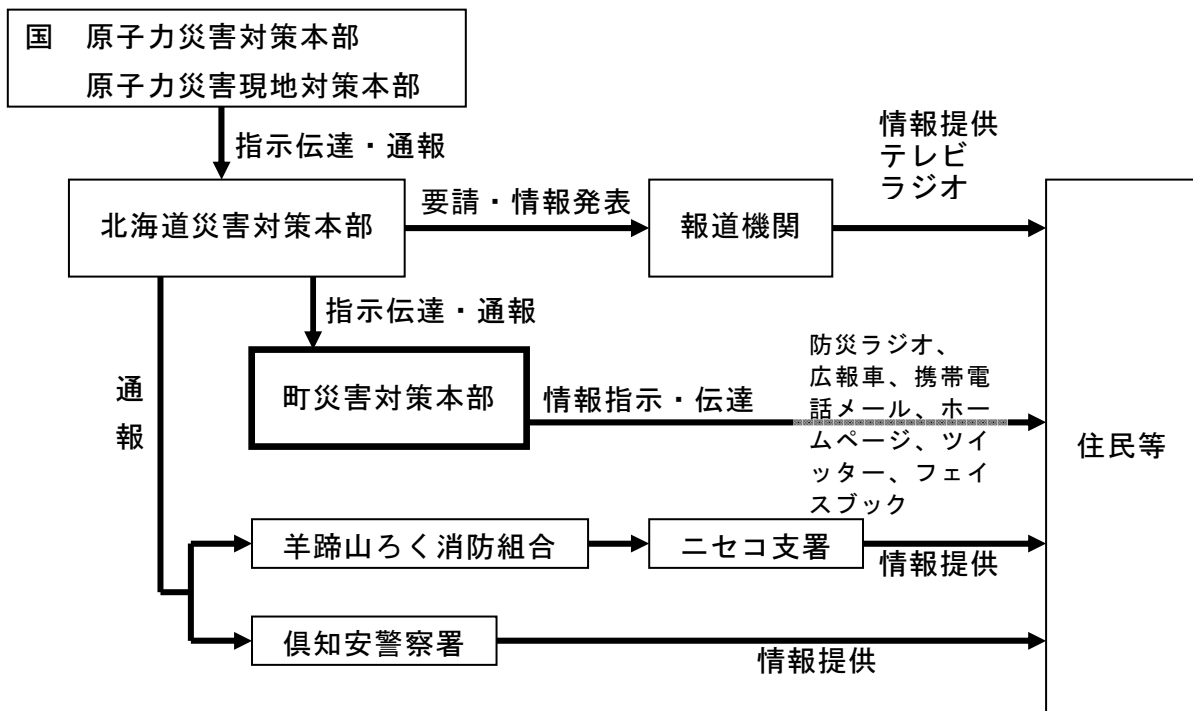 国 原子力災害対策本部
原子力災害現地対策本部
指示伝達・通報
情報提供
テレビ
ラジオ
北海道災害対策本部
要請・情報発表
報道機関
指示伝達・通報
通報
町災害対策本部
情報指示・伝達
防災ラジオ、
広報車、携帯電
話メール、ホー
ムページ、ツイ
ッター、フェイ
スブック
住民等
羊蹄山ろく消防組合
ニセコ支署
情報提供
倶知安警察署
情報提供